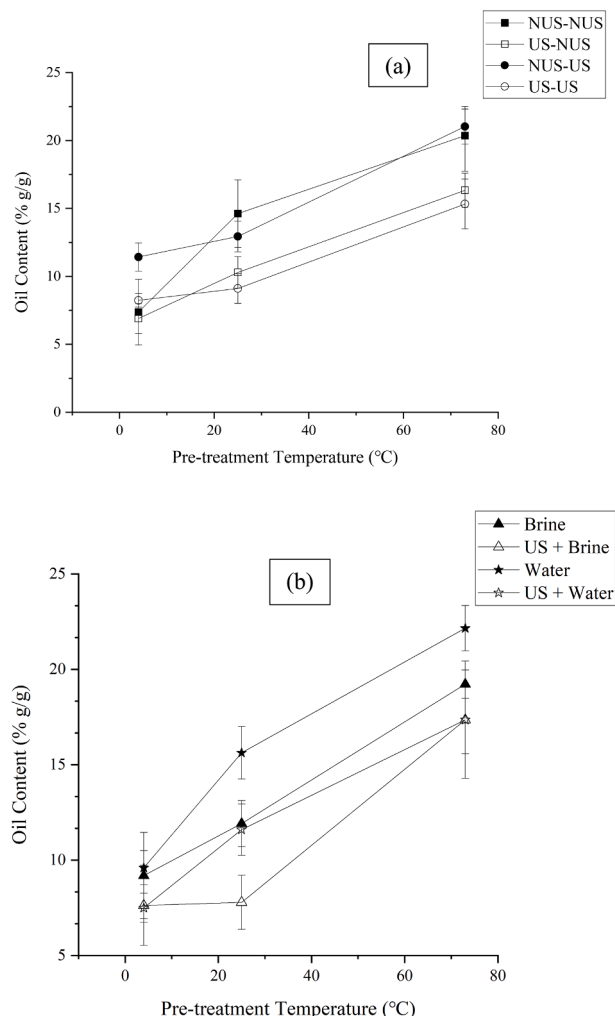 NUS-NUS
US-NUS
NUS-US
US-US
(a)
25
20
15
10
5
0
Oil Content (% g/g)
0
20
40
60
80
Pre-treatment Temperature (°C)
Brine
US + Brine
Water
US + Water
(b)
25
20
15
10
5
Oil Content (% g/g)
0
20
40
60
80
Pre-treatment Temperature (°C)